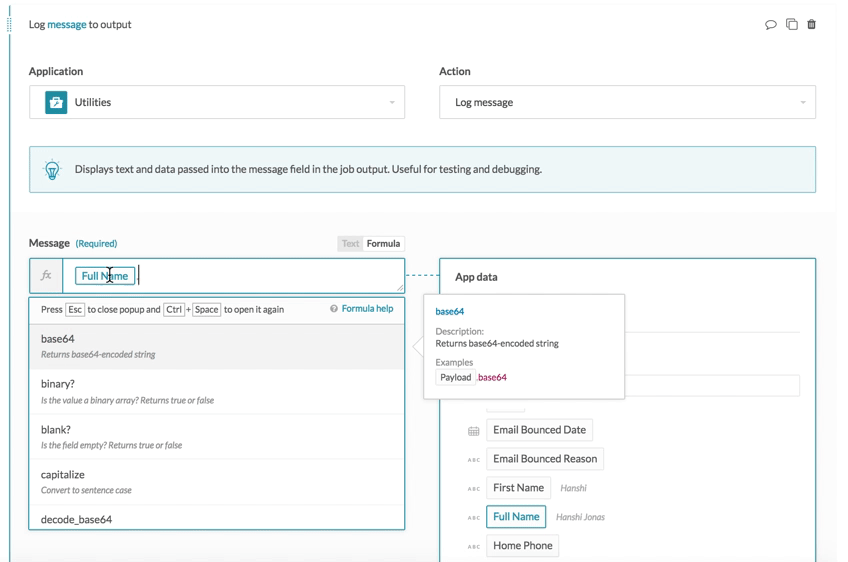 Log message to output
Application
Action
Utilities
Log message
Displays text and data passed into the message field in the job output. Useful for testing and debugging.
Message (Required)
Text Formula
fx Full Name .
App data
Press Esc to close popup and Ctrl + Space to open it again
Formula help
base64
Returns base64-encoded string
binary?
Is the value a binary array? Returns true or false
blank?
Is the field empty? Returns true or false
capitalize
Convert to sentence case
decode_base64
base64
Description:
Returns base64-encoded string
Examples
Payload .base64
Email Bounced Date
ABC Email Bounced Reason
ABC First Name Hanshi
ABC Full Name Hanshi Jonas
ABC Home Phone